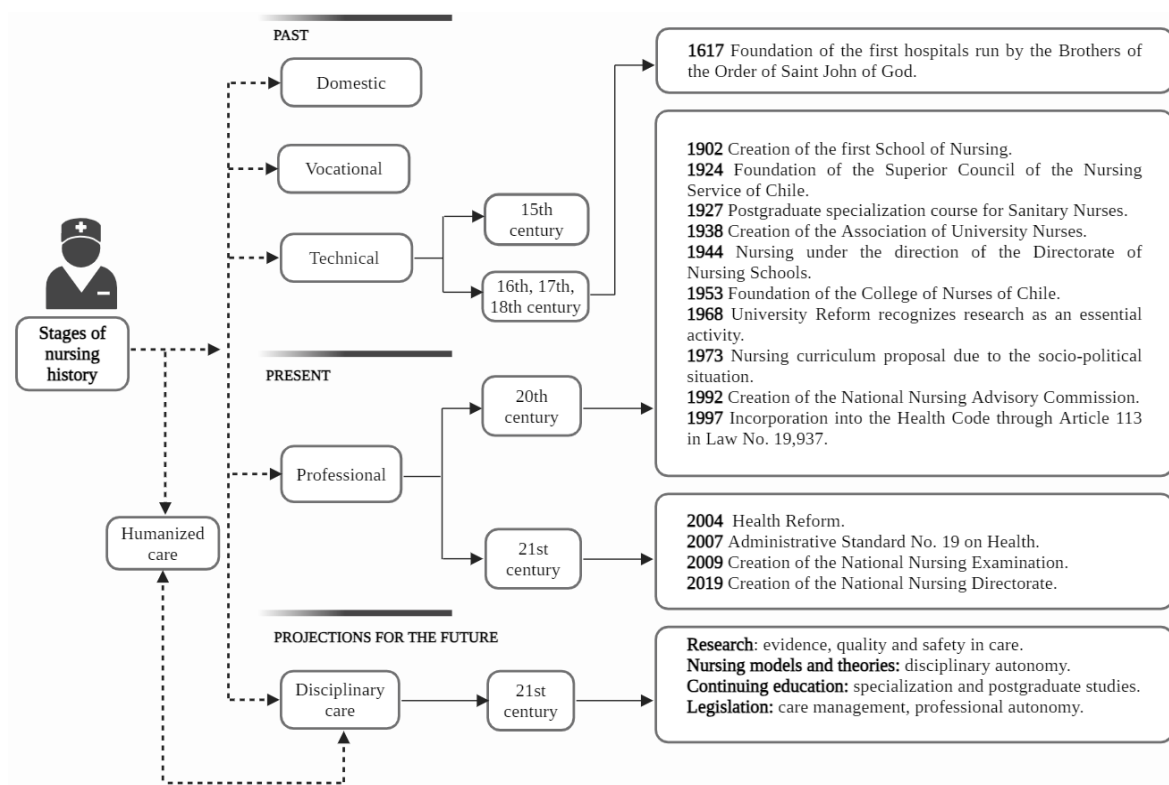 PAST
Domestic
Vocational
Technical
15th
century
16th, 17th,
18th century
1617 Foundation of the first hospitals run by the Brothers of
the Order of Saint John of God.
Stages of
nursing
history
Humanized
care
PRESENT
Professional
20th
century
1902 Creation of the first School of Nursing.
1924 Foundation of the Superior Council of the Nursing
Service of Chile.
1927 Postgraduate specialization course for Sanitary Nurses.
1938 Creation of the Association of University Nurses.
1944 Nursing under the direction of the Directorate of
Nursing Schools.
1953 Foundation of the College of Nurses of Chile.
1968 University Reform recognizes research as an essential
activity.
1973 Nursing curriculum proposal due to the socio-political
situation.
1992 Creation of the National Nursing Advisory Commission.
1997 Incorporation into the Health Code through Article 113
in Law No. 19,937.
21st
century
2004 Health Reform.
2007 Administrative Standard No. 19 on Health.
2009 Creation of the National Nursing Examination.
2019 Creation of the National Nursing Directorate.
PROJECTIONS FOR THE FUTURE
Disciplinary
care
21st
century
Research: evidence, quality and safety in care.
Nursing models and theories: disciplinary autonomy.
Continuing education: specialization and postgraduate studies.
Legislation: care management, professional autonomy.